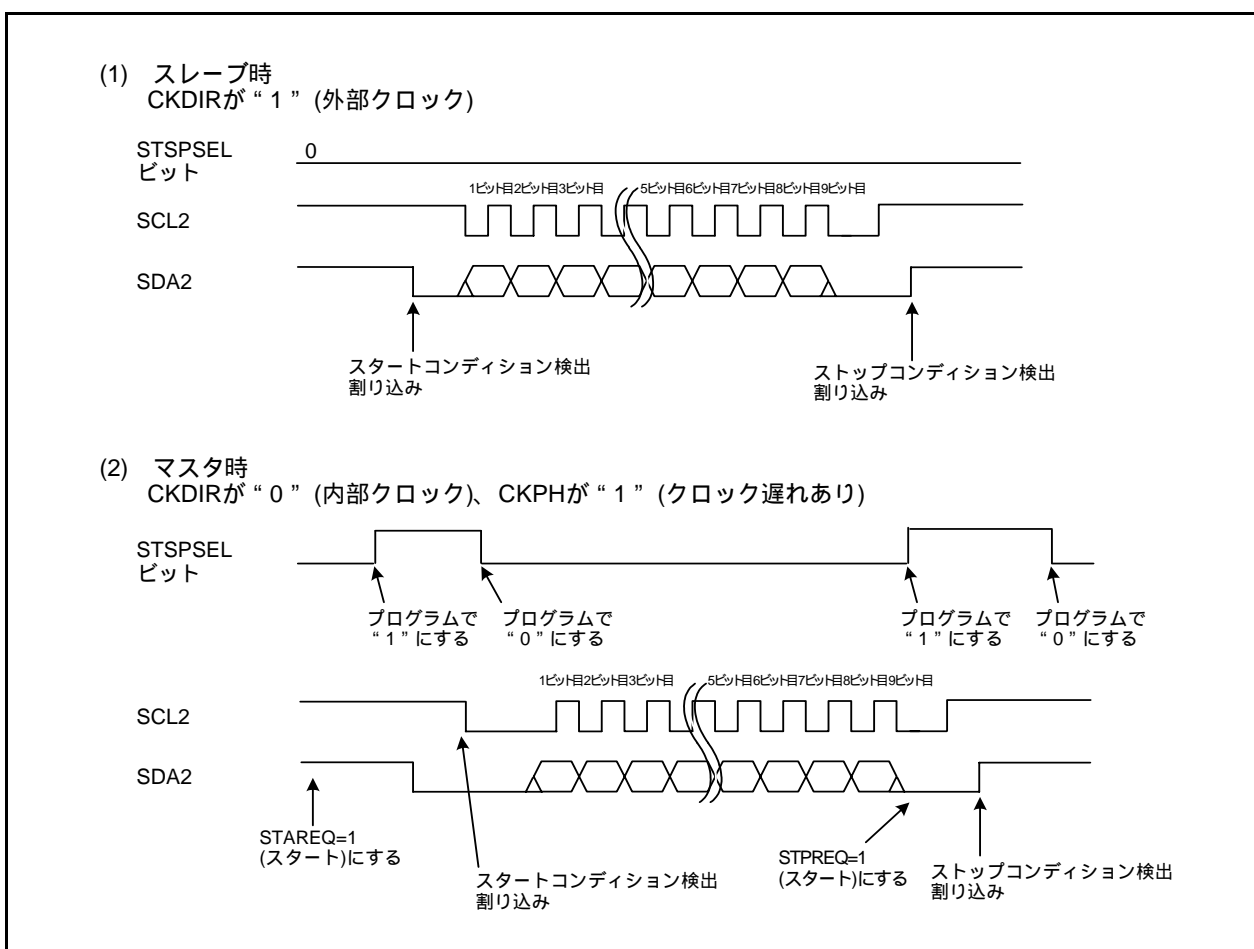 (1) スレーブ時
CKDIRが“1”(外部クロック)
STSPSEL
ビット
0
1ビット目2ビット目3ビット目 5ビット目6ビット目7ビット目8ビット目9ビット目
SCL2
SDA2
スタートコンディション検出
割り込み
ストップコンディション検出
割り込み
(2) マスタ時
CKDIRが“0”(内部クロック)、CKPHが“1”(クロック遅れあり)
STSPSEL
ビット
プログラムで
“1”にする
プログラムで
“0”にする
プログラムで
“1”にする
プログラムで
“0”にする
1ビット目2ビット目3ビット目 5ビット目6ビット目7ビット目8ビット目9ビット目
SCL2
SDA2
STAREQ=1
(スタート)にする
スタートコンディション検出
割り込み
STPREQ=1
(スタート)にする
ストップコンディション検出
割り込み